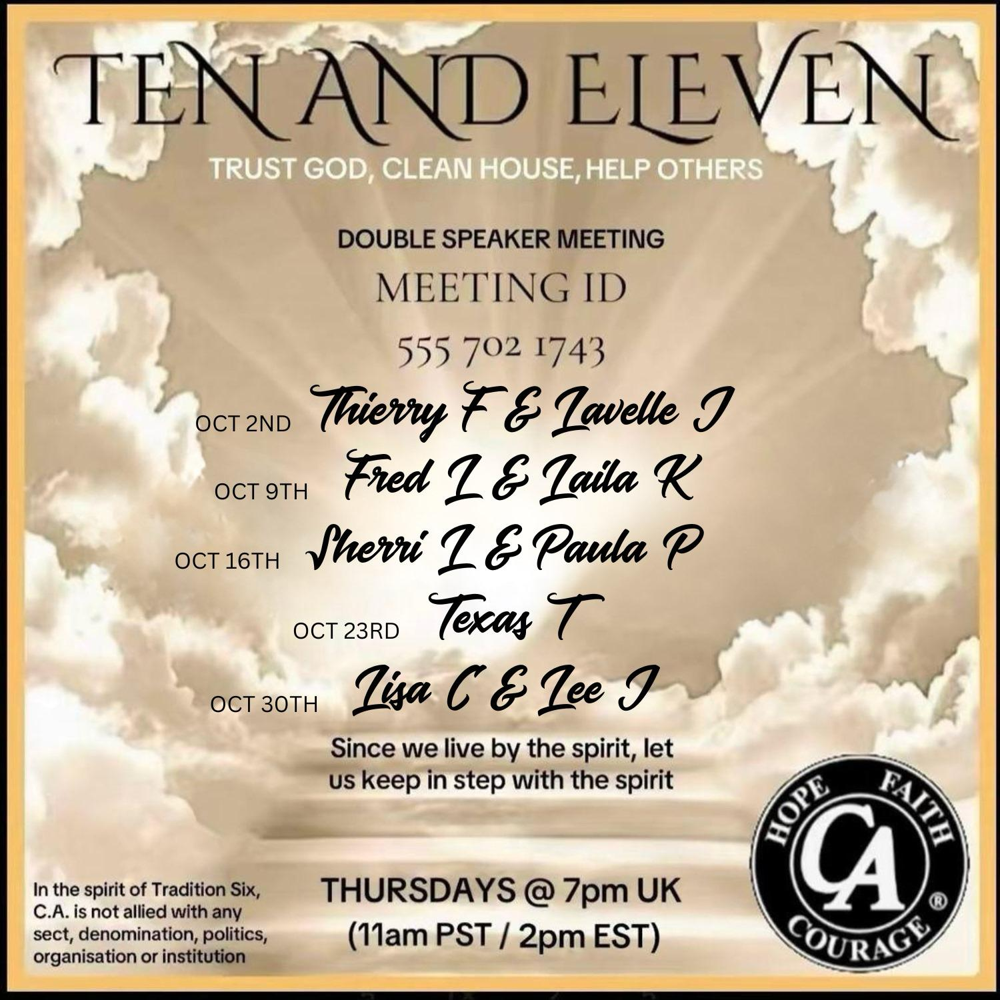 TEN AND ELEVEN
TRUST GOD, CLEAN HOUSE, HELP OTHERS
DOUBLE SPEAKER MEETING
MEETING ID
555 702 1743
OCT 2ND Thierry F & Lavelle J
OCT 9TH Fred L & Laila K
OCT 16TH Sherri L & Paula P
OCT 23RD Texas T
OCT 30TH Lisa C & Lee J
Since we live by the spirit, let
us keep in step with the spirit
In the spirit of Tradition Six,
C.A. is not allied with any
sect, denomination, politics,
organisation or institution
THURSDAYS @ 7pm UK
(11am PST / 2pm EST)
HOPE FAITH
CA
COURAGE ®